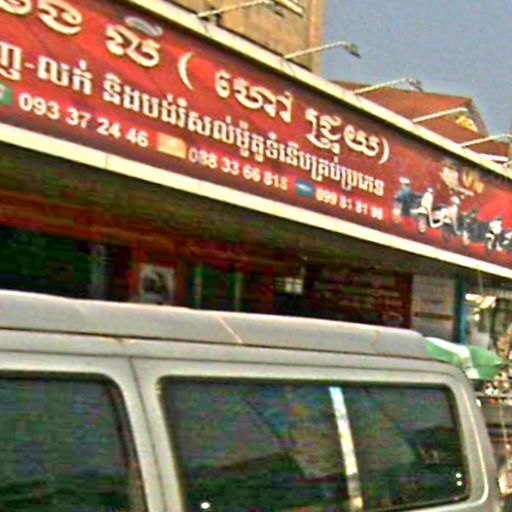 លី ( ហៅ ជ្រួយ)
ញ-លក់ និងបង់រំសល់ម៉ូតូទំនើបគ្រប់ប្រភេទ
093 37 24 46 088 33 66 818 099 81 81 98